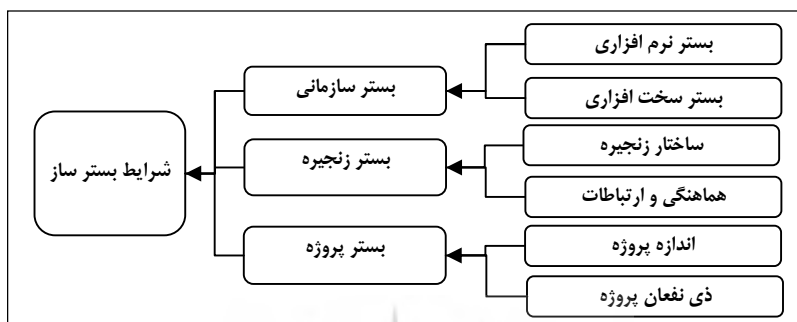 بستر نرم افزاری
بستر سازمانی
بستر سخت افزاری
شرایط بستر ساز
ساختار زنجیره
بستر زنجیره
هماهنگی و ارتباطات
اندازه پروژه
بستر پروژه
ذی نفعان پروژه